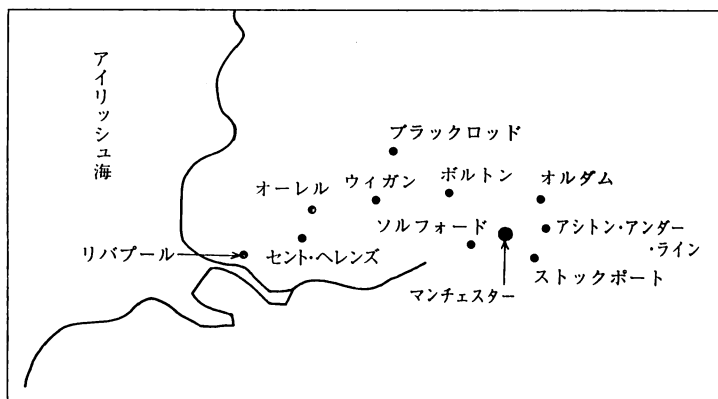 アイリッシュ海
ブラックロッド
オーレル
ウィガン
ボルトン
オルダム
リバプール
セント・ヘレンズ
ソルフォード
アシトン・アンダー
・ライン
マンチェスター
ストックポート